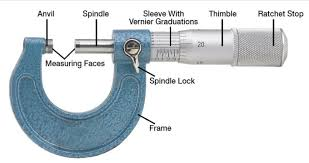 Anvil
Spindle
Sleeve With
Vernier Graduations
Thimble
Ratchet Stop
Measuring Faces
20
Spindle Lock
Frame